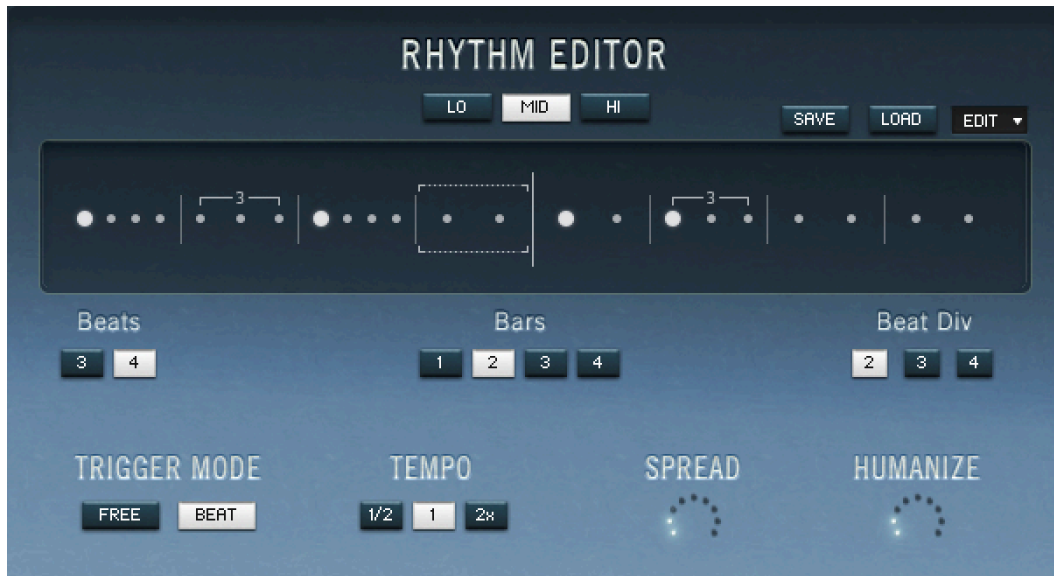 RHYTHM EDITOR
LO MID HI
SAVE LOAD EDIT
3 3
Beats Bars Beat Div
3 4 1 2 3 4 2 3 4
TRIGGER MODE TEMPO SPREAD HUMANIZE
FREE BEAT 1/2 1 2x